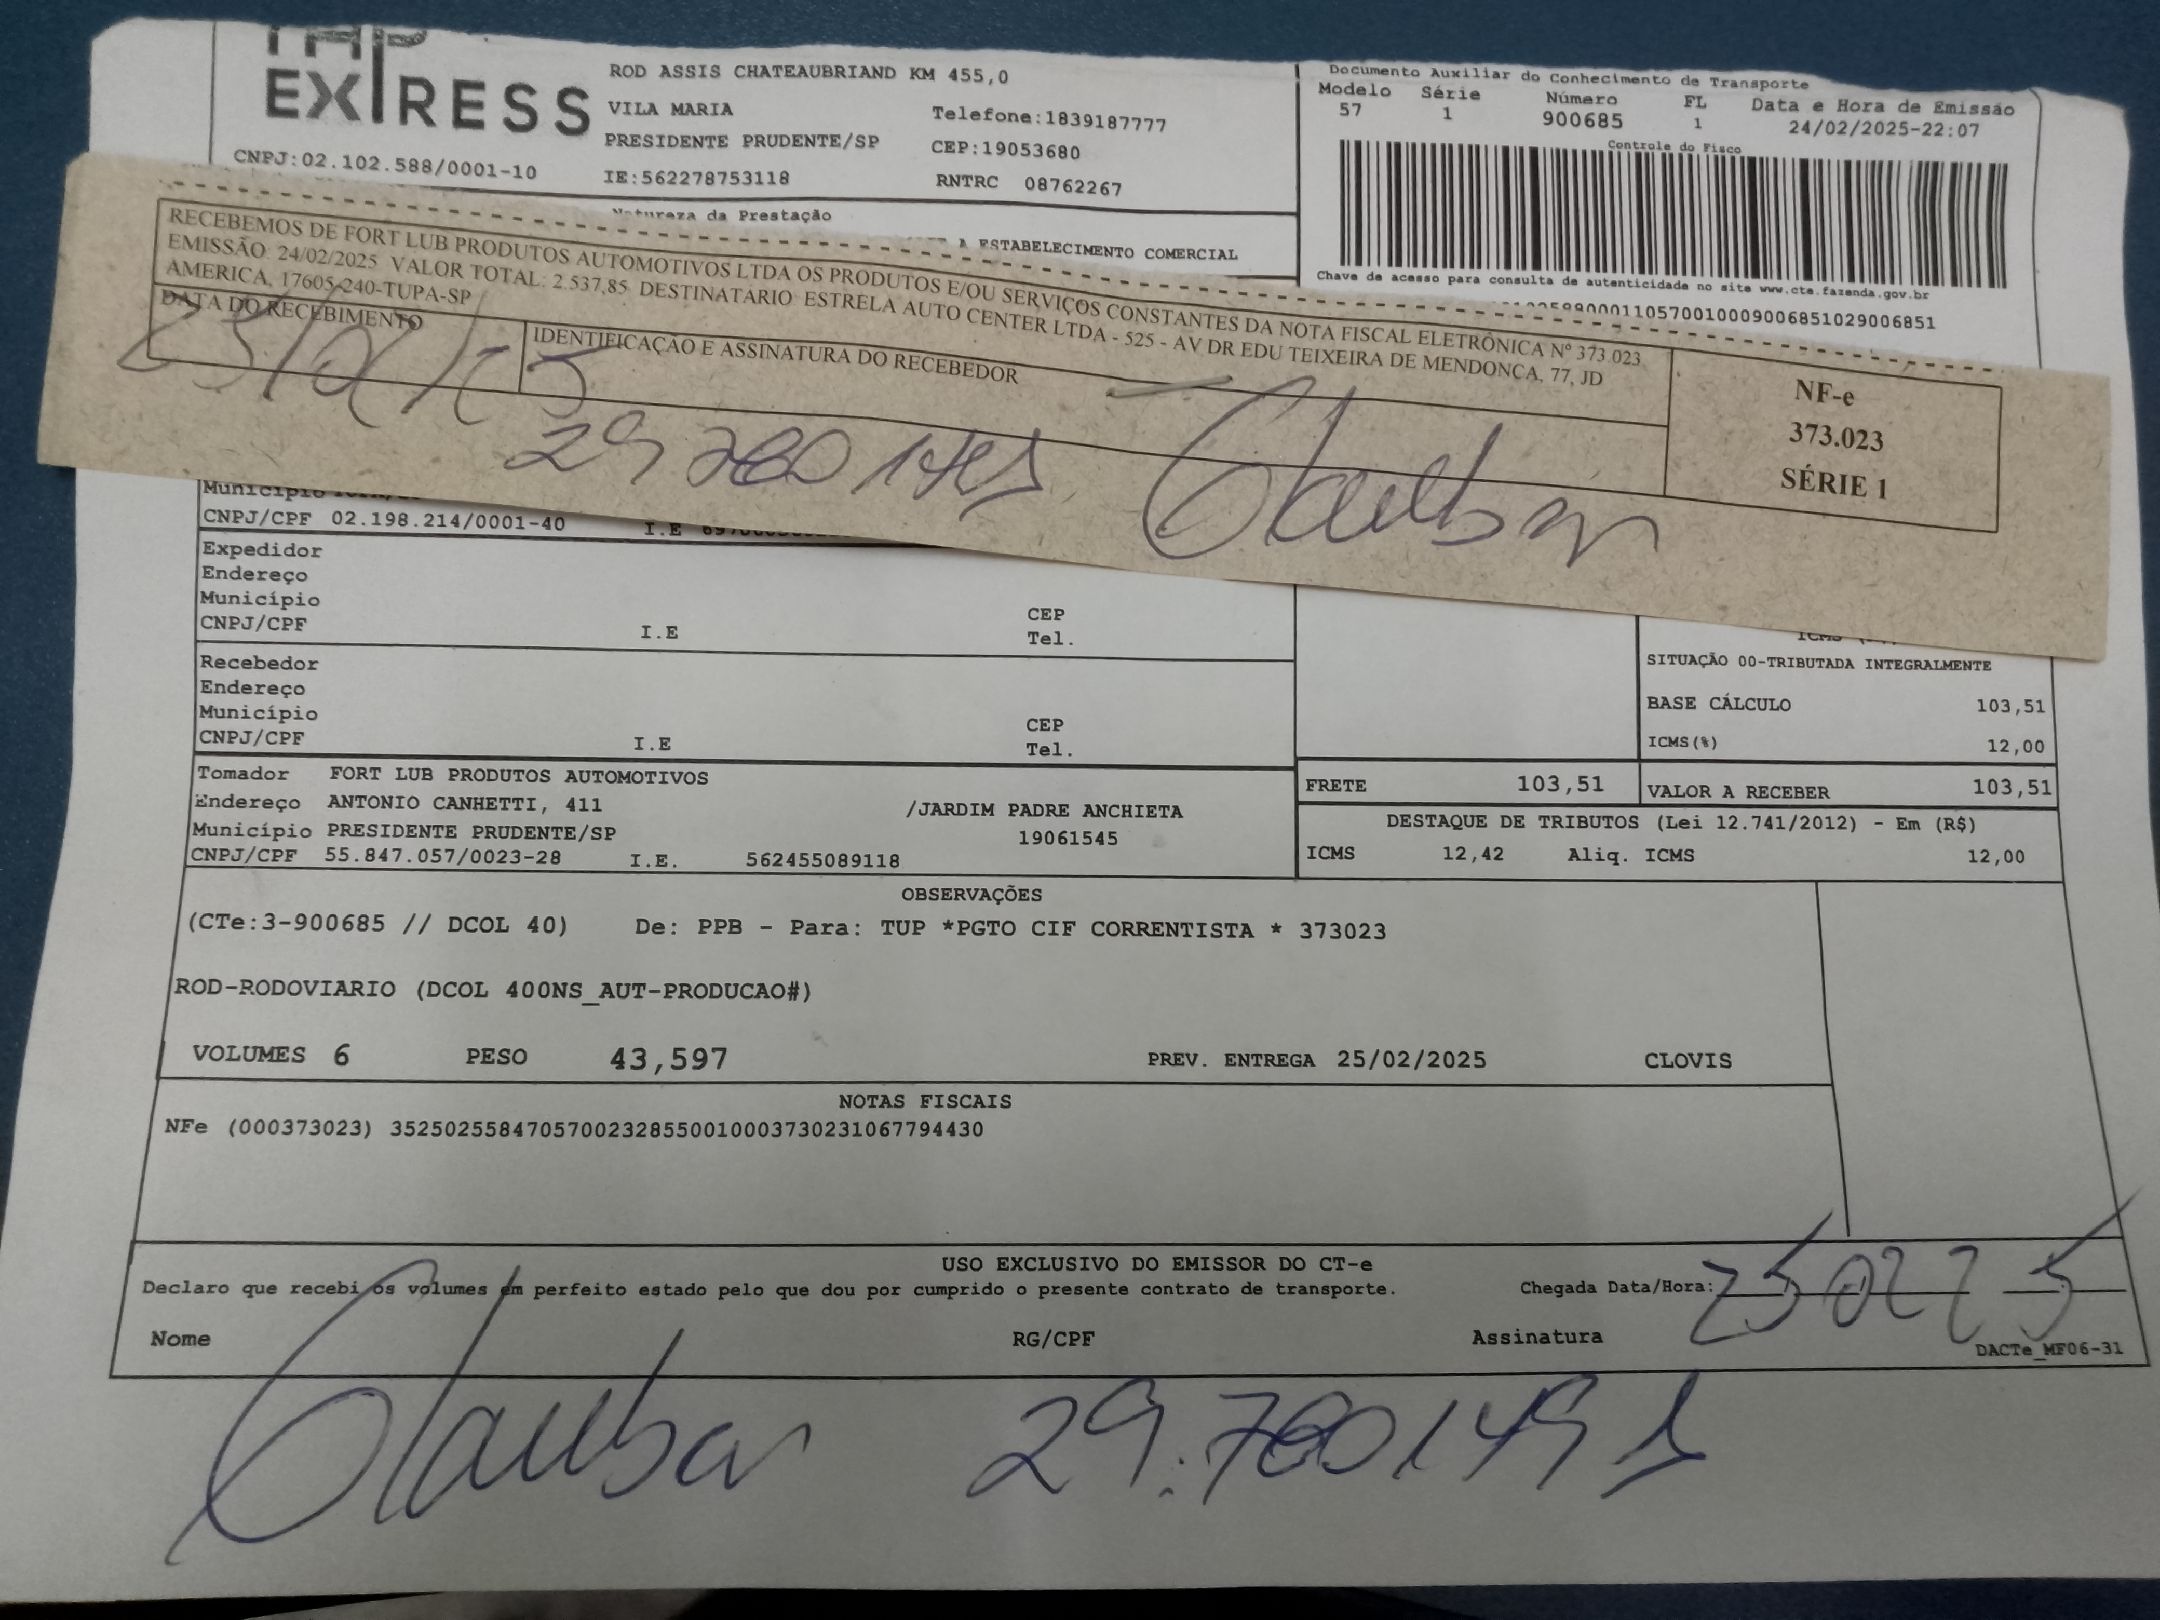 EXPRESS
CNPJ:02.102.588/0001-10
ROD ASSIS CHATEAUBRIAND KM 455,0
VILA MARIA
Telefone:1839187777
PRESIDENTE PRUDENTE/SP
CEP:19053680
IE:562278753118
RNTRC 08762267
Documento Auxiliar do Conhecimento de Transporte
Modelo Série Número FL Data e Hora de Emissão
57 1 900685 1 24/02/2025-22:07
Controle do Fisco
Chave de acesso para consulta de autenticidade no site www.cte.fazenda.gov.br
Natureza da Prestação
A ESTABELECIMENTO COMERCIAL
RECEBEMOS DE FORT LUB PRODUTOS AUTOMOTIVOS LTDA OS PRODUTOS E/OU SERVIÇOS CONSTANTES DA NOTA FISCAL ELETRÔNICA Nº 373.023
EMISSÃO: 24/02/2025 VALOR TOTAL: 2.537,85 DESTINATÁRIO: ESTRELA AUTO CENTER LTDA - 525 - AV DR EDU TEIXEIRA DE MENDONCA, 77, JD
AMERICA, 17605-240-TUPA-SP
DATA DO RECEBIMENTO
IDENTIFICAÇÃO E ASSINATURA DO RECEBEDOR
NF-e
373.023
SÉRIE 1
Glauber
Município
CNPJ/CPF 02.198.214/0001-40 I.E
Expedidor
Endereço
Município CEP
CNPJ/CPF I.E Tel.
Recebedor
Endereço
Município CEP
CNPJ/CPF I.E Tel.
SITUAÇÃO 00-TRIBUTADA INTEGRALMENTE
BASE CÁLCULO 103,51
ICMS(%) 12,00
Tomador FORT LUB PRODUTOS AUTOMOTIVOS
Endereço ANTONIO CANHETTI, 411 /JARDIM PADRE ANCHIETA
Município PRESIDENTE PRUDENTE/SP 19061545
CNPJ/CPF 55.847.057/0023-28 I.E. 562455089118
FRETE 103,51 VALOR A RECEBER 103,51
DESTAQUE DE TRIBUTOS (Lei 12.741/2012) - Em (R$)
ICMS 12,42 Aliq. ICMS 12,00
OBSERVAÇÕES
(CTe:3-900685 // DCOL 40) De: PPB - Para: TUP *PGTO CIF CORRENTISTA * 373023
ROD-RODOVIARIO (DCOL 400NS_AUT-PRODUCAO#)
VOLUMES 6 PESO 43,597 PREV. ENTREGA 25/02/2025 CLOVIS
NOTAS FISCAIS
NFe (000373023) 35250255847057002328550010003730231067794430
USO EXCLUSIVO DO EMISSOR DO CT-e
Declaro que recebi os volumes em perfeito estado pelo que dou por cumprido o presente contrato de transporte. Chegada Data/Hora: 25 02 25
Nome RG/CPF Assinatura
DACTe_MF06-31
Glauber